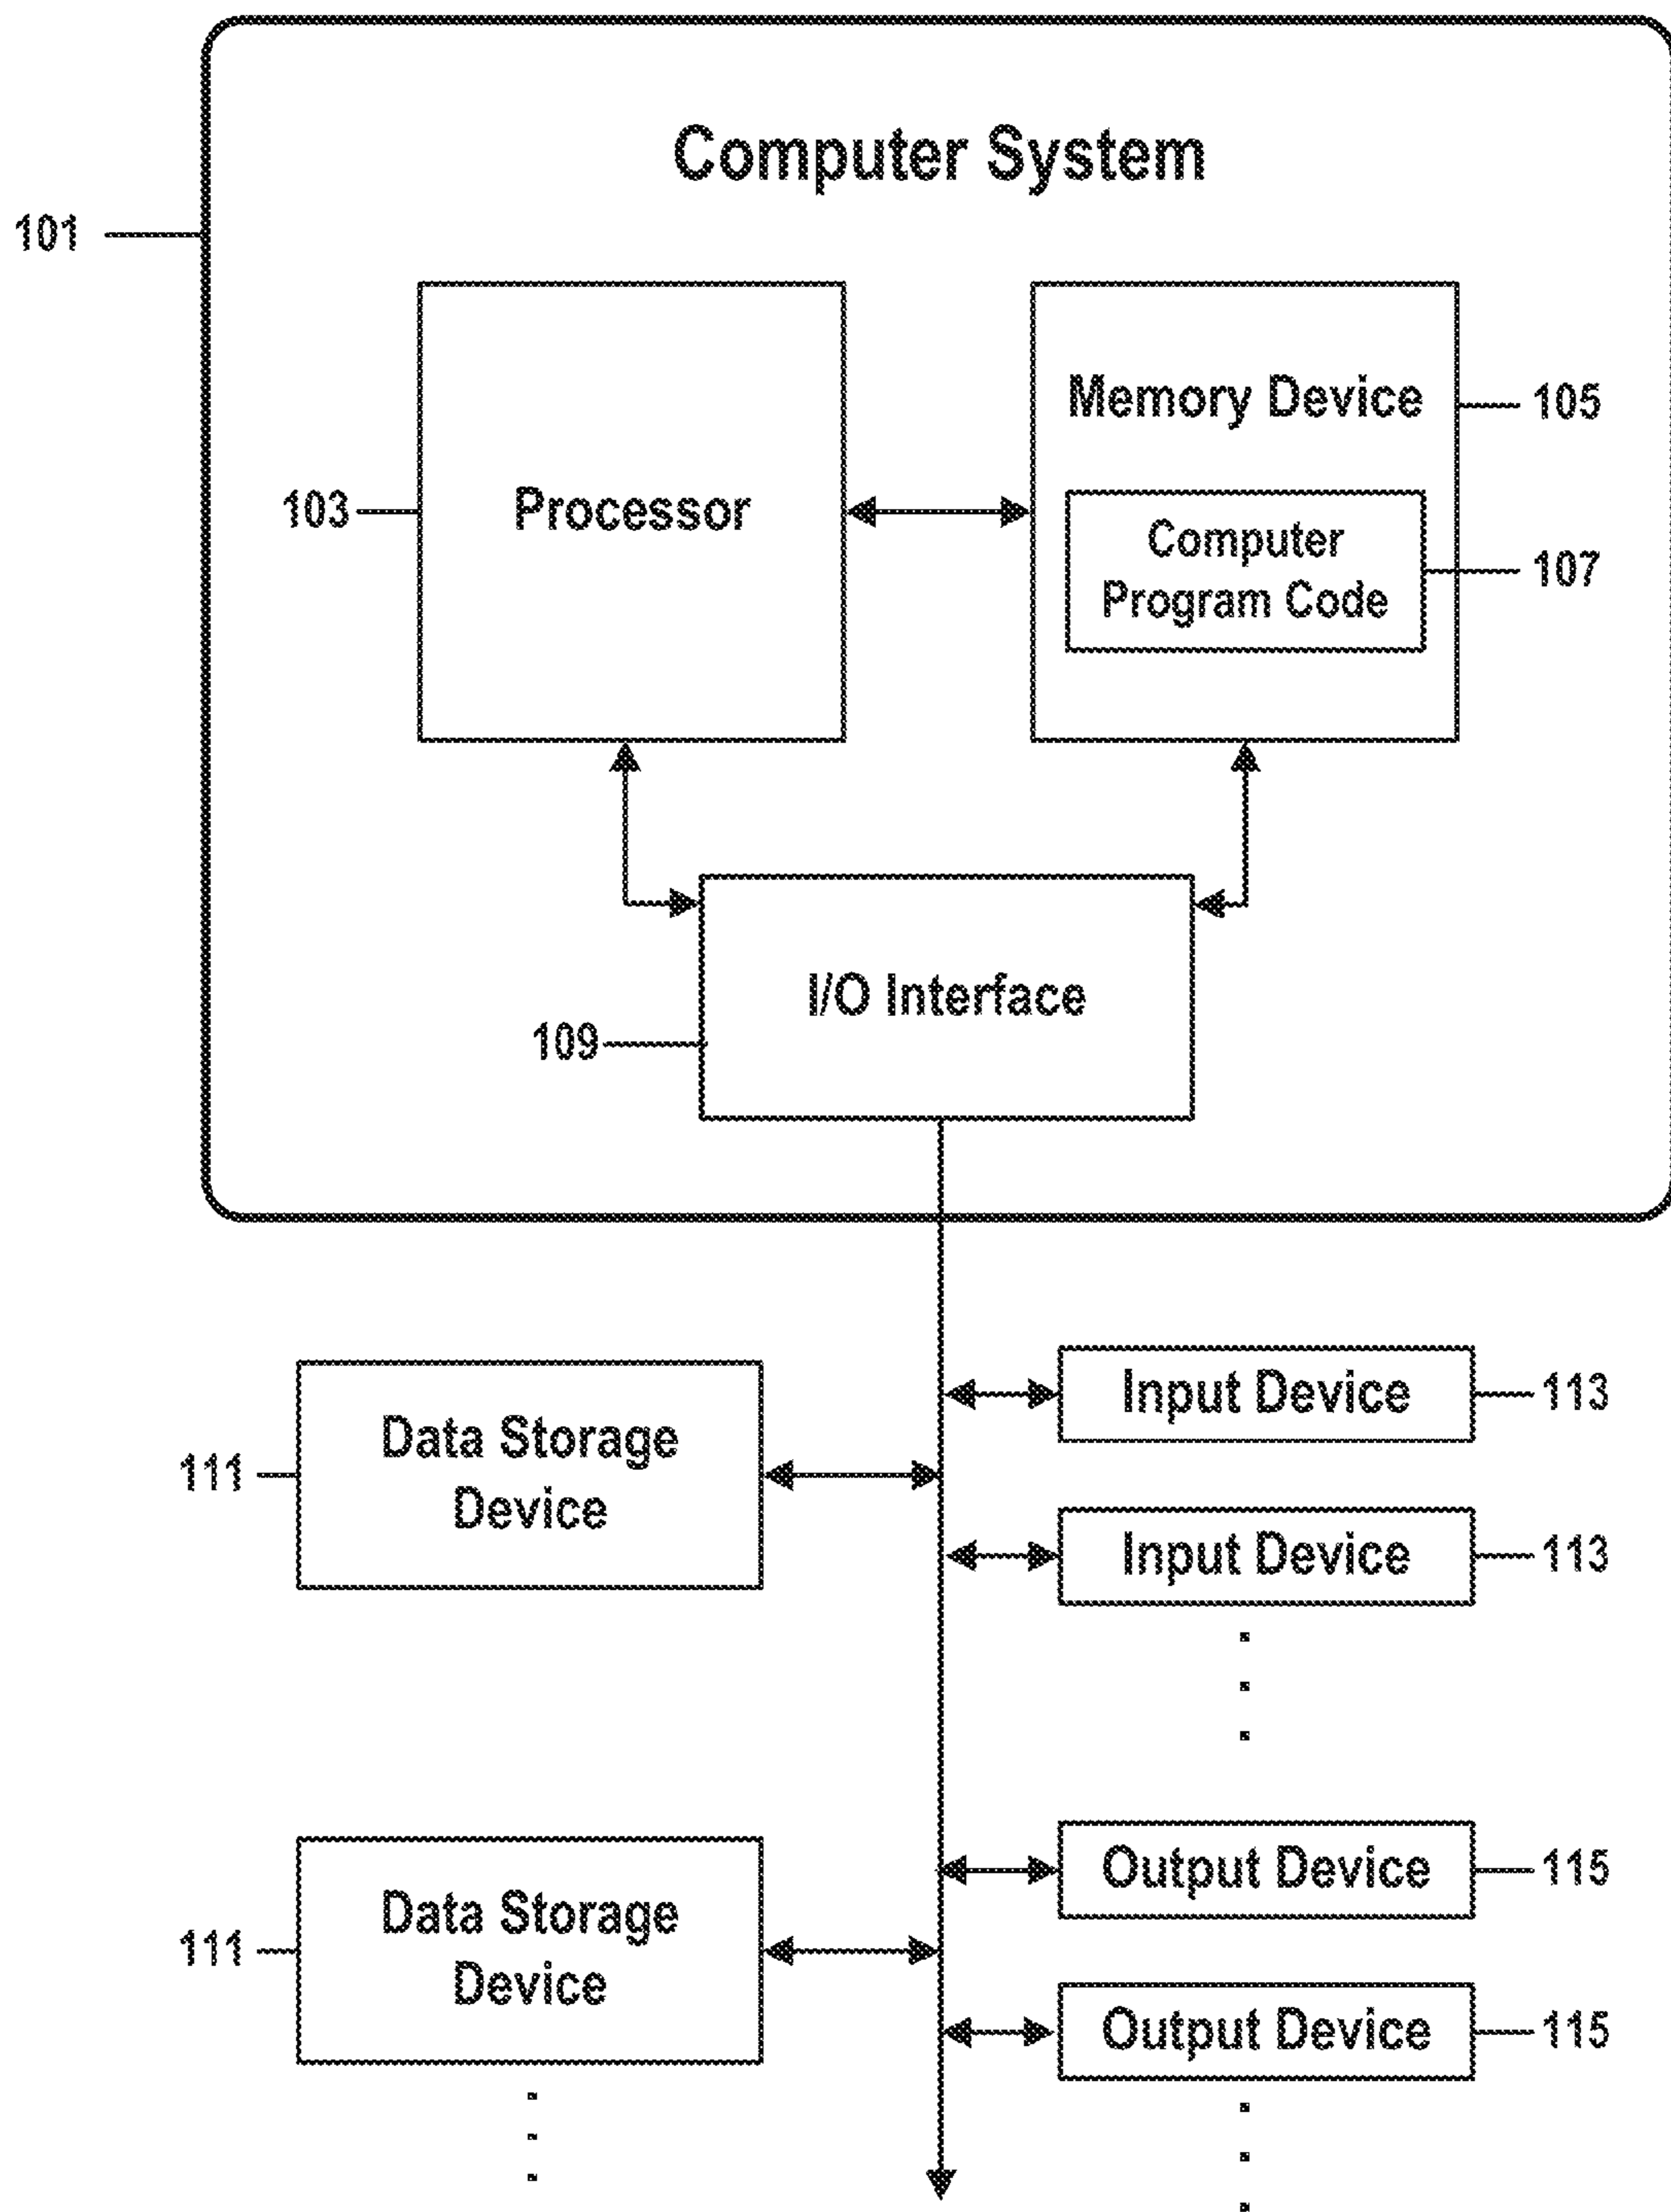 Computer System
101
Processor
103
Memory Device
105
Computer
Program Code
107
I/O Interface
109
Data Storage
Device
111
Input Device
113
Input Device
113
Data Storage
Device
111
Output Device
115
Output Device
115